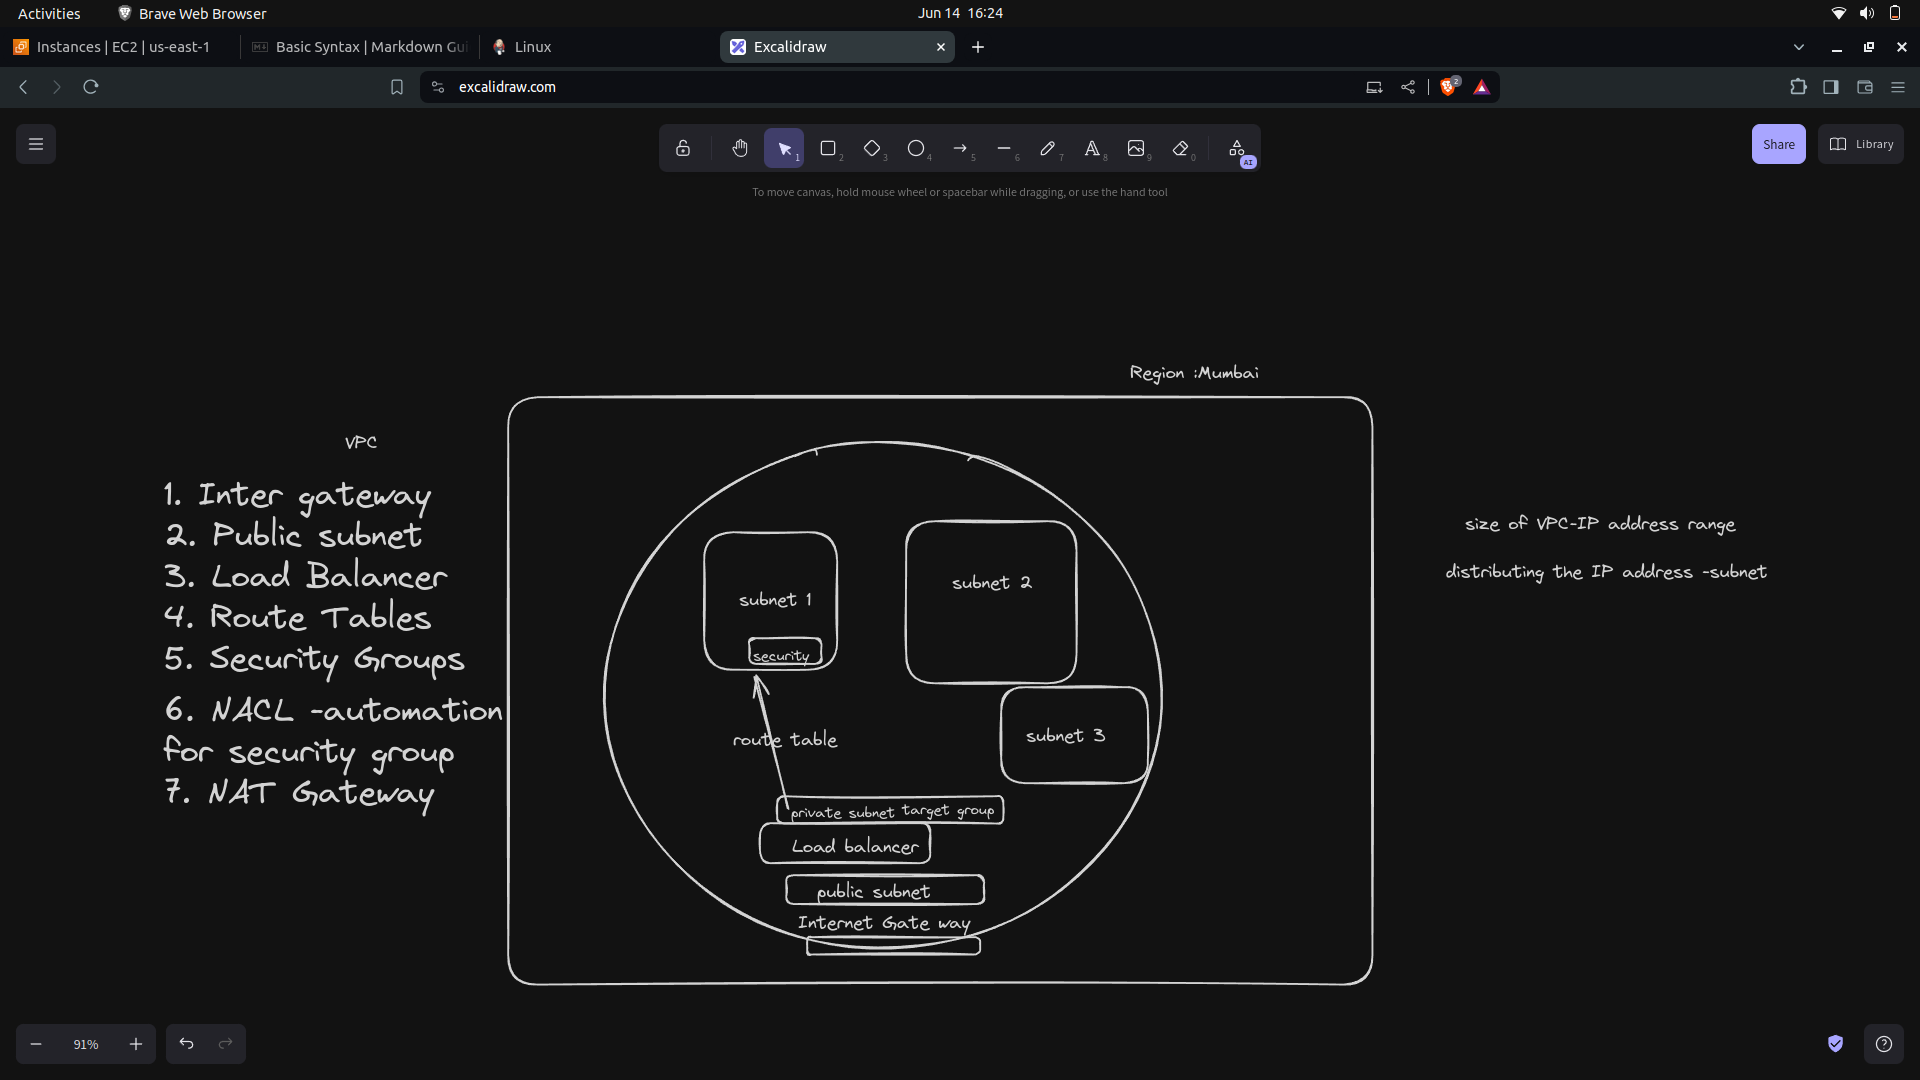 Activities
Brave Web Browser
Jun 14 16:24
Instances | EC2 | us-east-1
Basic Syntax | Markdown Gui
Linux
Excalidraw
excalidraw.com
2
1
2
3
4
5
6
7
8
9
0
AI
Share
Library
To move canvas, hold mouse wheel or spacebar while dragging, or use the hand tool
Region :Mumbai
VPC
1. Inter gateway
2. Public subnet
3. Load Balancer
4. Route Tables
5. Security Groups
6. NACL -automation
for security group
7. NAT Gateway
subnet 1
security
subnet 2
subnet 3
route table
private subnet target group
Load balancer
public subnet
Internet Gate way
size of VPC-IP address range
distributing the IP address -subnet
91%